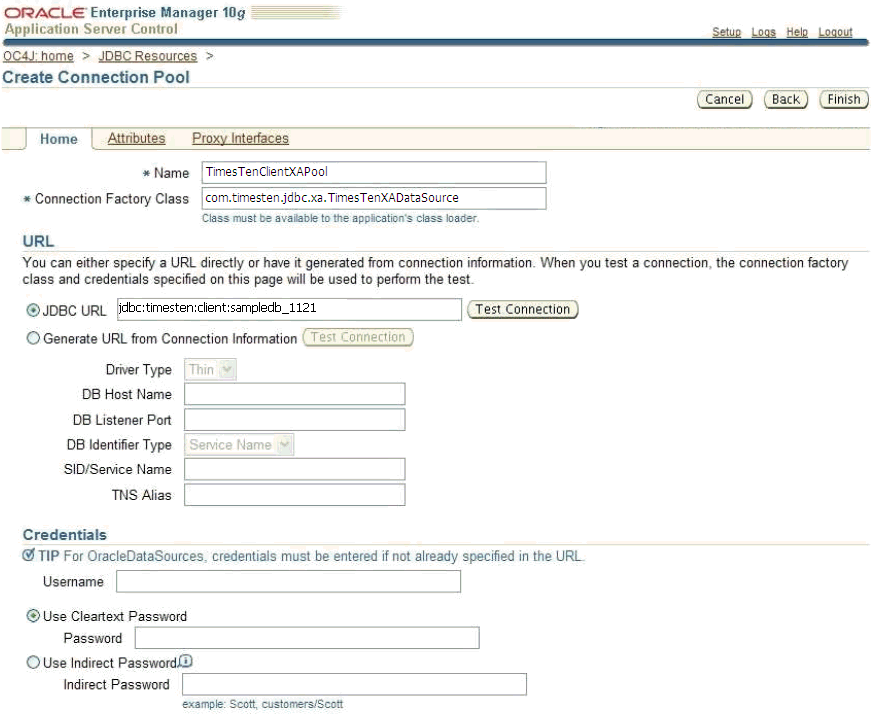 ORACLE Enterprise Manager 10g
Application Server Control
Setup Logs Help Logout
OC4J: home > JDBC Resources >
Create Connection Pool
Cancel Back Finish
Home Attributes Proxy Interfaces
* Name TimesTenClientXAPool
* Connection Factory Class com.timesten.jdbc.xa.TimesTenXADataSource
Class must be available to the application's class loader.
URL
You can either specify a URL directly or have it generated from connection information. When you test a connection, the connection factory
class and credentials specified on this page will be used to perform the test.
JDBC URL jdbc:timesten:client:sampledb_1121 Test Connection
Generate URL from Connection Information Test Connection
Driver Type Thin
DB Host Name
DB Listener Port
DB Identifier Type Service Name
SID/Service Name
TNS Alias
Credentials
TIP For OracleDataSources, credentials must be entered if not already specified in the URL.
Username
Use Cleartext Password
Password
Use Indirect Password
Indirect Password
example: Scott, customers/Scott